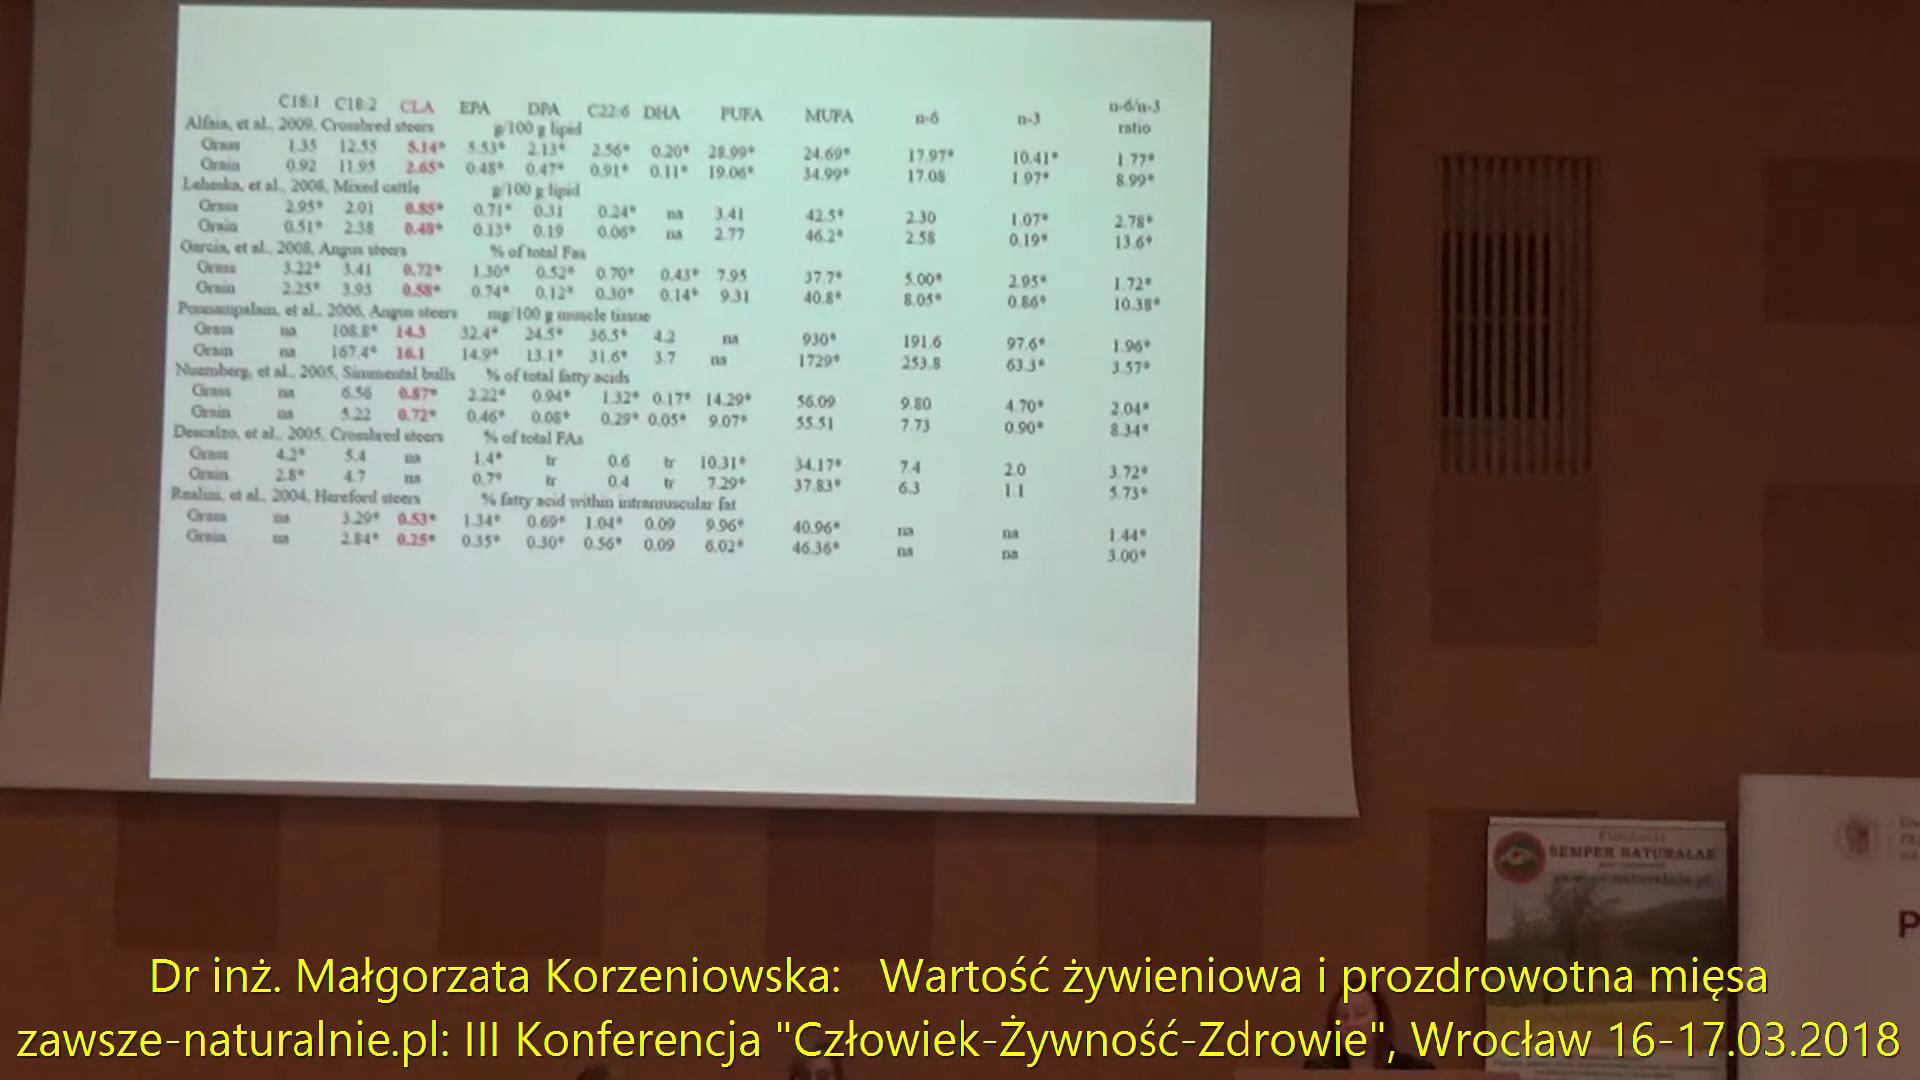 C18:1 C18:2 CLA EPA DPA C22:6 DHA PUFA MUFA n-6 n-3 n-6/n-3 ratio
Alfaia, et al., 2009, Crossbred steers g/100 g lipid
Grass 1.35 12.55 5.14* 5.53* 2.13* 2.56* 0.20* 28.99* 24.69* 17.97* 10.41* 1.77*
Grain 0.92 11.95 2.65* 0.48* 0.47* 0.91* 0.11* 19.06* 34.99* 17.08 1.97* 8.99*
Leheska, et al., 2008, Mixed cattle g/100 g lipid
Grass 2.95* 2.01 0.85* 0.71* 0.31 0.24* na 3.41 42.5* 2.30 1.07* 2.78*
Grain 0.51* 2.38 0.48* 0.13* 0.19 0.06* na 2.77 46.2* 2.58 0.19* 13.6*
Garcia, et al., 2008, Angus steers % of total Fas
Grass 3.22* 3.41 0.72* 1.30* 0.52* 0.70* 0.43* 7.95 37.7* 5.00* 2.95* 1.72*
Grain 2.25* 3.93 0.58* 0.74* 0.12* 0.30* 0.14* 9.31 40.8* 8.05* 0.86* 10.38*
Ponnampalam, et al., 2006, Angus steers mg/100 g muscle tissue
Grass na 108.8* 14.3 32.4* 24.5* 36.5* 4.2 na 930* 191.6 97.6* 1.96*
Grain na 167.4* 16.1 14.9* 13.1* 31.6* 3.7 na 1729* 253.8 63.3* 3.57*
Nuernberg, et al., 2005, Simmental bulls % of total fatty acids
Grass na 6.56 0.87* 2.22* 0.94* 1.32* 0.17* 14.29* 56.09 9.80 4.70* 2.04*
Grain na 5.22 0.72* 0.46* 0.08* 0.29* 0.05* 9.07* 55.51 7.73 0.90* 8.34*
Descalzo, et al., 2005, Crossbred steers % of total FAs
Grass 4.2* 5.4 na 1.4* tr 0.6 tr 10.31* 34.17* 7.4 2.0 3.72*
Grain 2.8* 4.7 na 0.7* tr 0.4 tr 7.29* 37.83* 6.3 1.1 5.73*
Realini, et al., 2004, Hereford steers % fatty acid within intramuscular fat
Grass na 3.29* 0.53* 1.34* 0.69* 1.04* 0.09 9.96* 40.96* na na 1.44*
Grain na 2.84* 0.25* 0.35* 0.30* 0.56* 0.09 6.02* 46.36* na na 3.00*
Fundacja
SEMPER NATURALAE
zawsze-naturalnie.pl
P
Dr inż. Małgorzata Korzeniowska: Wartość żywieniowa i prozdrowotna mięsa
zawsze-naturalnie.pl: III Konferencja "Człowiek-Żywność-Zdrowie", Wrocław 16-17.03.2018